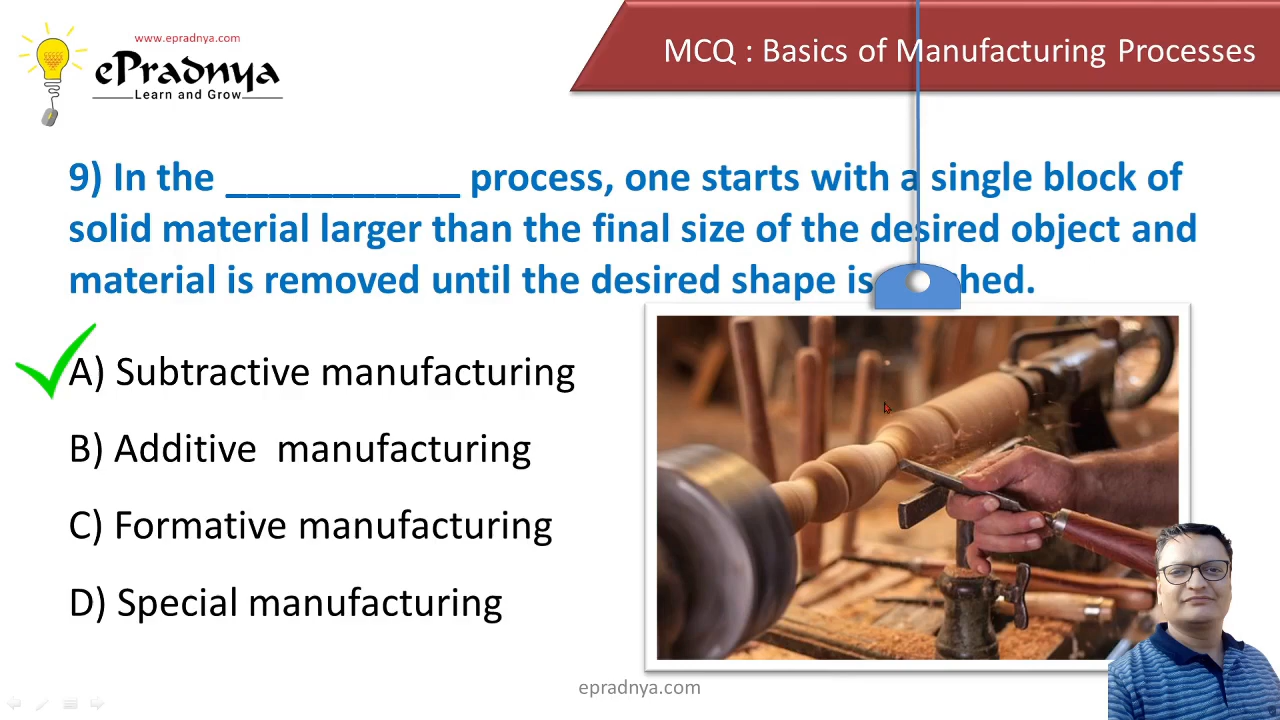 www.epradnya.com
ePradnya
Learn and Grow
MCQ : Basics of Manufacturing Processes
9) In the ___________ process, one starts with a single block of
solid material larger than the final size of the desired object and
material is removed until the desired shape is hed.
A) Subtractive manufacturing
B) Additive manufacturing
C) Formative manufacturing
D) Special manufacturing
epradnya.com